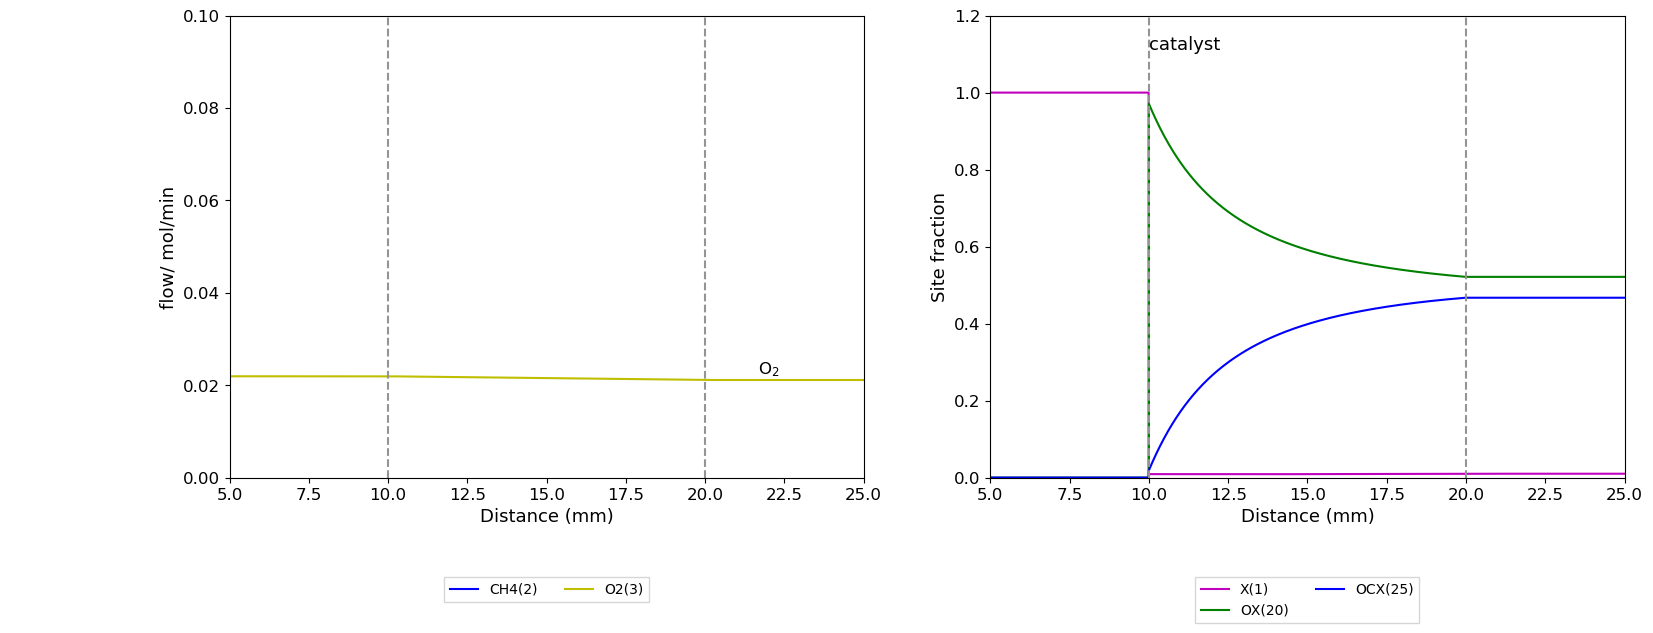 0.10
0.08
0.06
0.04
0.02
0.00
flow/ mol/min
O₂
5.0 7.5 10.0 12.5 15.0 17.5 20.0 22.5 25.0
Distance (mm)
CH4(2) O2(3)
catalyst
1.2
1.0
0.8
0.6
0.4
0.2
0.0
Site fraction
5.0 7.5 10.0 12.5 15.0 17.5 20.0 22.5 25.0
Distance (mm)
X(1) OCX(25)
OX(20)